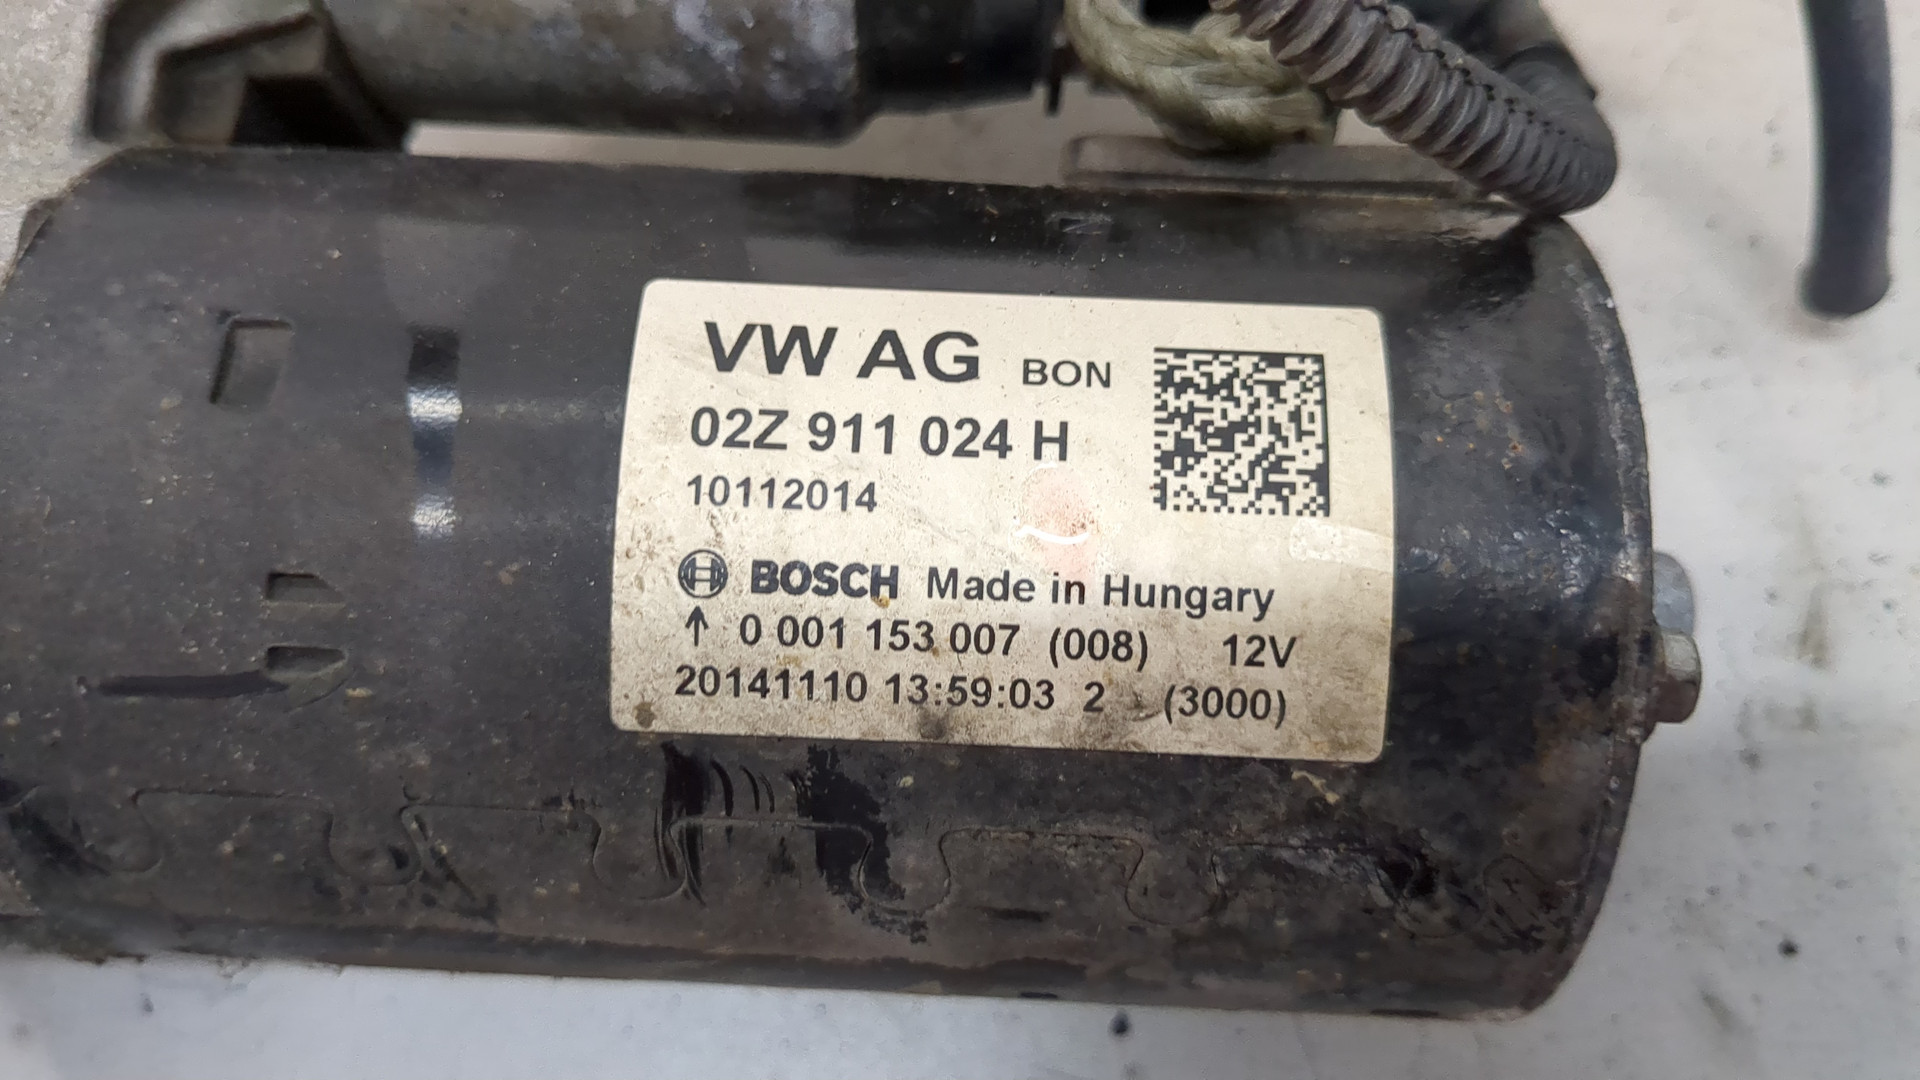 VW AG BON
02Z 911 024 H
10112014
BOSCH Made in Hungary
↑ 0 001 153 007 (008) 12V
20141110 13:59:03 2 (3000)